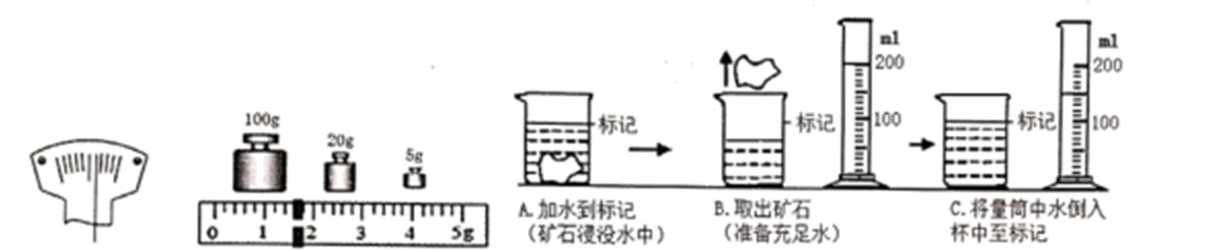 100g
20g
5g
0 1 2 3 4 5g
标记
标记
ml
200
100
标记
ml
200
100
A.加水到标记
（矿石浸没水中）
B.取出矿石
（准备充足水）
C.将量筒中水倒入
杯中至标记